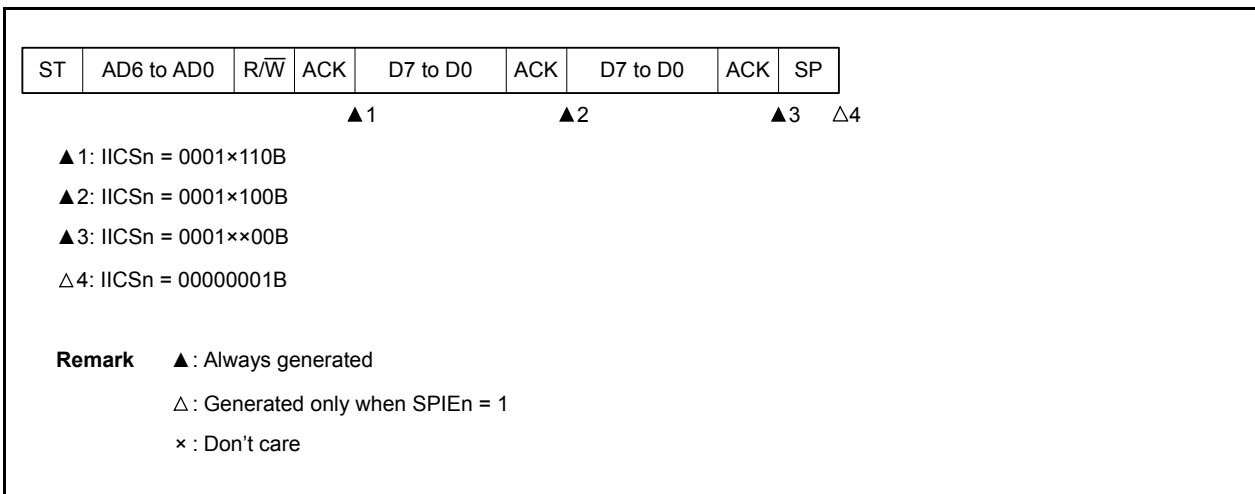 ST AD6 to AD0 R/W̅ ACK D7 to D0 ACK D7 to D0 ACK SP
▲1 ▲2 ▲3 △4
▲1: IICSn = 0001×110B
▲2: IICSn = 0001×100B
▲3: IICSn = 0001××00B
△4: IICSn = 00000001B
Remark ▲: Always generated
△: Generated only when SPIEn = 1
×: Don't care